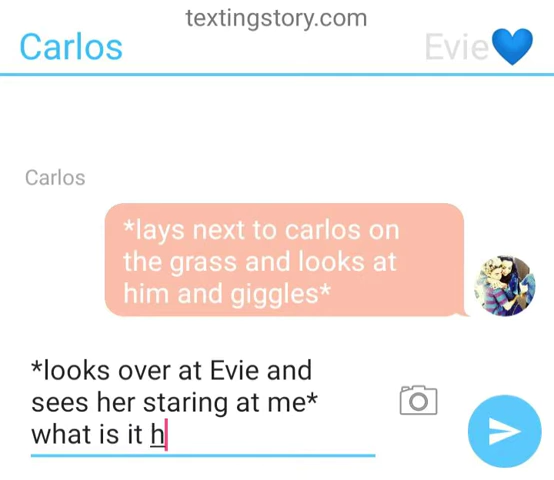 textingstory.com
Carlos Evie💙
Carlos
*lays next to carlos on
the grass and looks at
him and giggles*
*looks over at Evie and
sees her staring at me*
what is it h